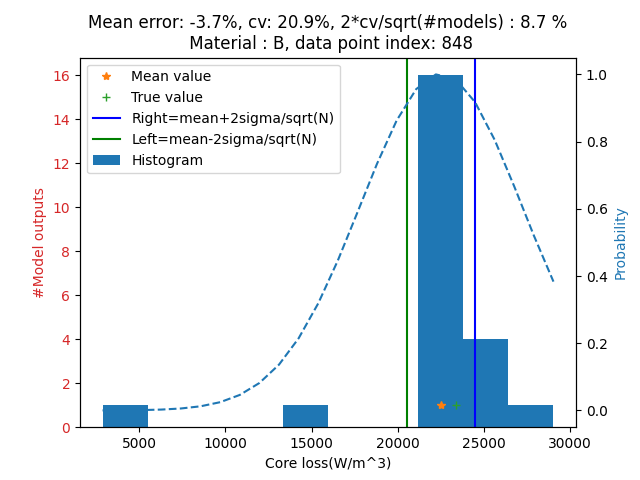 Mean error: -3.7%, cv: 20.9%, 2*cv/sqrt(#models) : 8.7 %
Material : B, data point index: 848
Mean value
True value
Right=mean+2sigma/sqrt(N)
Left=mean-2sigma/sqrt(N)
Histogram
#Model outputs
16
14
12
10
8
6
4
2
0
1.0
0.8
0.6
0.4
0.2
0.0
Probability
5000 10000 15000 20000 25000 30000
Core loss(W/m^3)